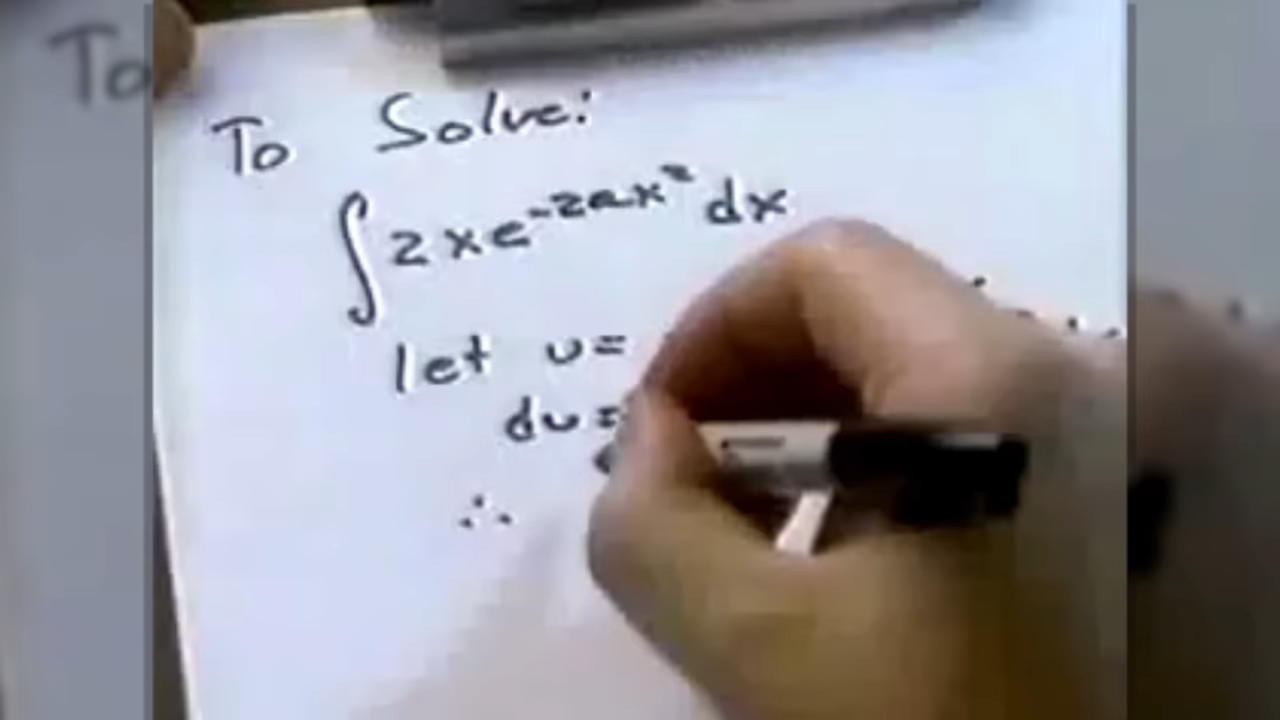 To Solve:
∫2xe^{-2ax²}dx
let u=
du=
∴